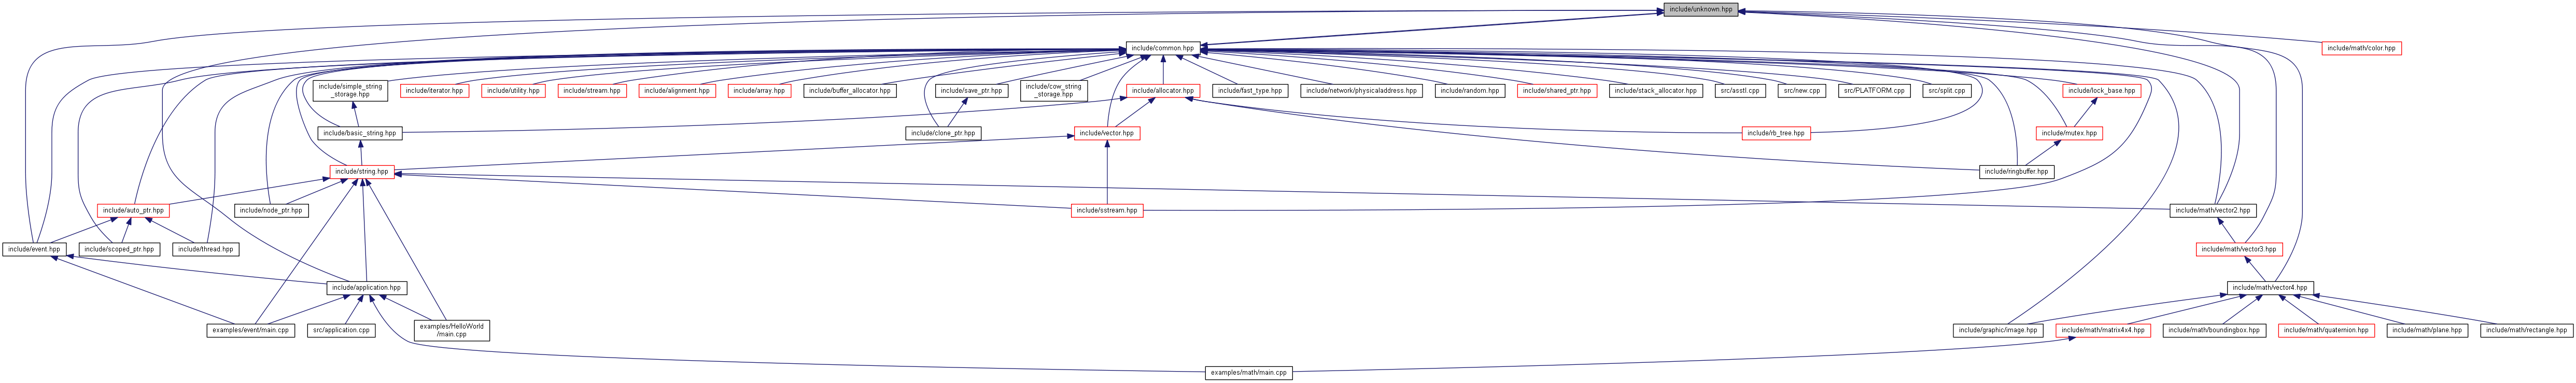 include/unknown.hpp
include/common.hpp
include/math/color.hpp
include/simple_string
_storage.hpp
include/iterator.hpp
include/utility.hpp
include/stream.hpp
include/alignment.hpp
include/array.hpp
include/buffer_allocator.hpp
include/save_ptr.hpp
include/cow_string
_storage.hpp
include/allocator.hpp
include/fast_type.hpp
include/network/physicaladdress.hpp
include/random.hpp
include/shared_ptr.hpp
include/stack_allocator.hpp
src/asstl.cpp
src/new.cpp
src/PLATFORM.cpp
src/split.cpp
include/lock_base.hpp
include/basic_string.hpp
include/clone_ptr.hpp
include/vector.hpp
include/rb_tree.hpp
include/mutex.hpp
include/string.hpp
include/ringbuffer.hpp
include/auto_ptr.hpp
include/node_ptr.hpp
include/sstream.hpp
include/math/vector2.hpp
include/event.hpp
include/scoped_ptr.hpp
include/thread.hpp
include/math/vector3.hpp
include/application.hpp
include/math/vector4.hpp
examples/event/main.cpp
src/application.cpp
examples/HelloWorld
/main.cpp
include/graphic/image.hpp
include/math/matrix4x4.hpp
include/math/boundingbox.hpp
include/math/quaternion.hpp
include/math/plane.hpp
include/math/rectangle.hpp
examples/math/main.cpp